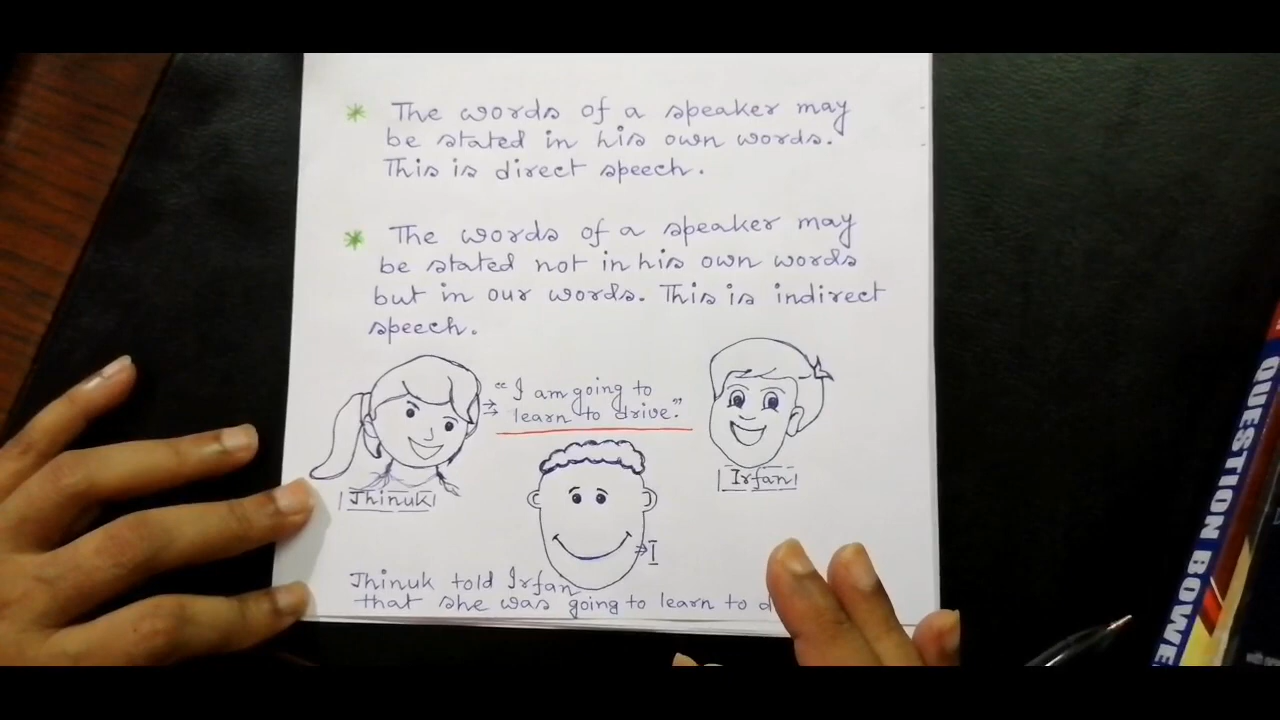 * The words of a speaker may
be stated in his own words.
This is direct speech.
* The words of a speaker may
be stated not in his own words
but in our words. This is indirect
speech.
"I am going to
learn to drive."
Jhinuk
Irfan
I
Jhinuk told Irfan
that she was going to learn to d
QUESTION BOWE